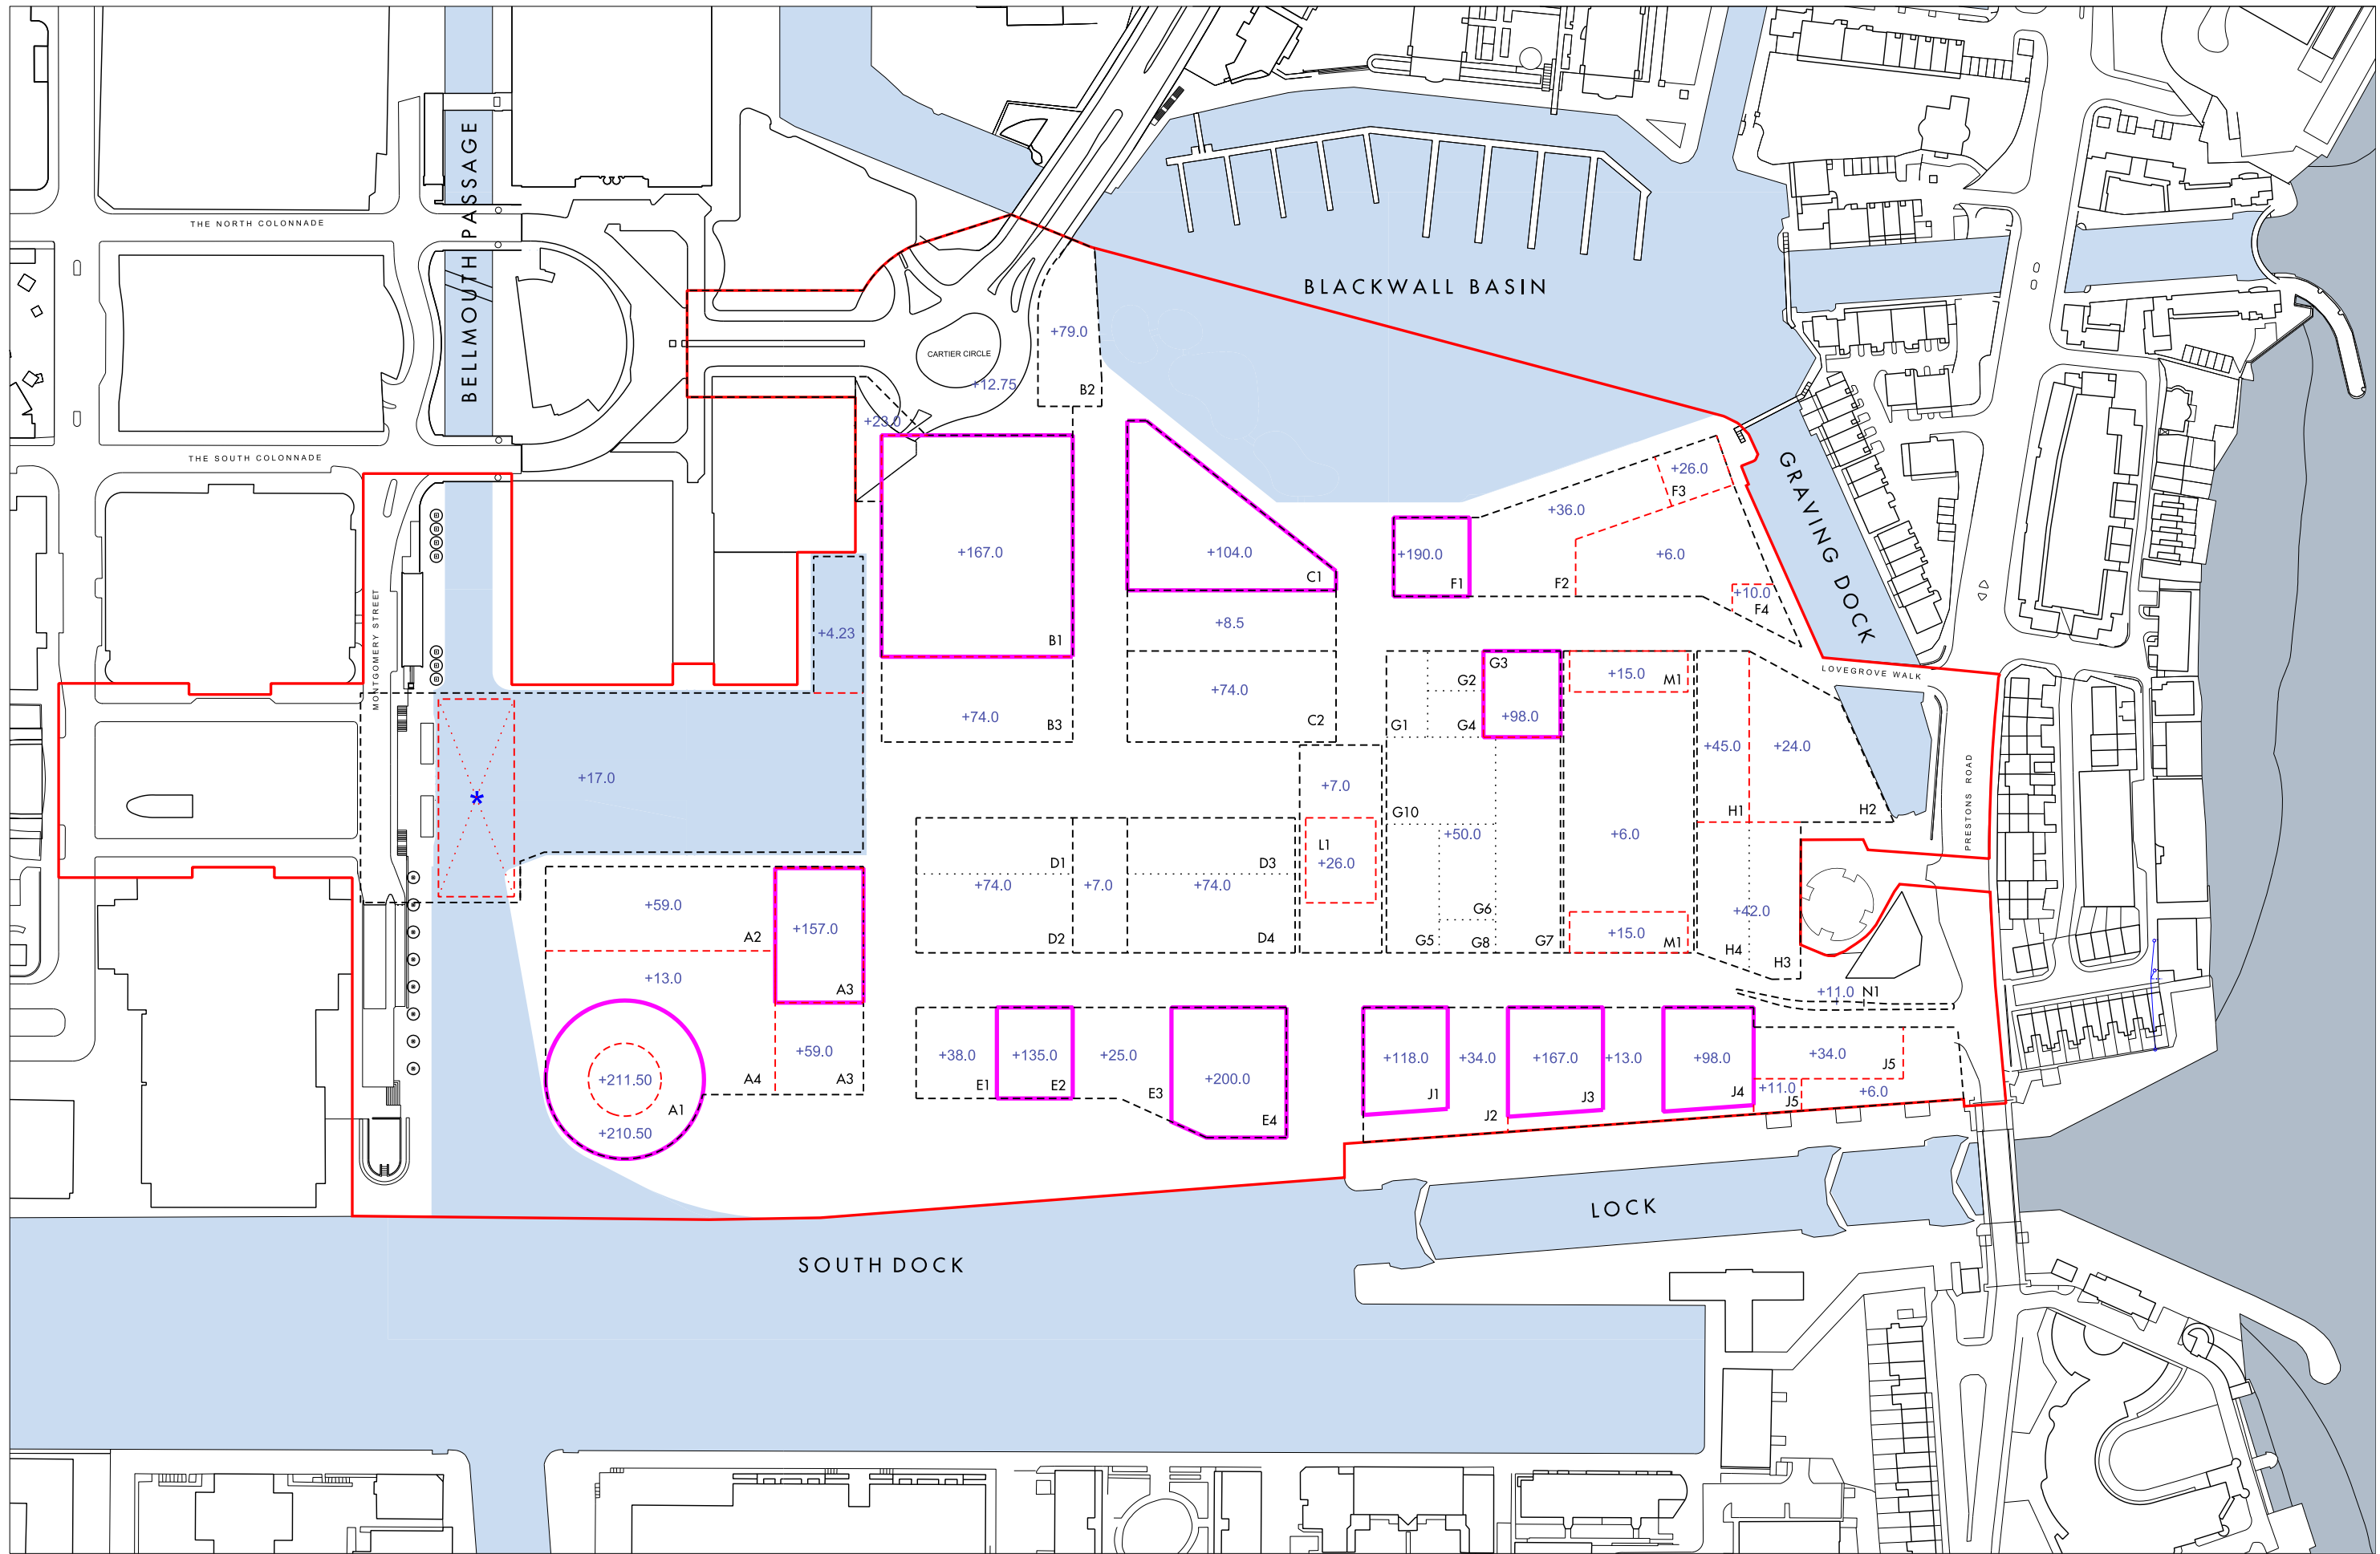 BELLMOUTH PASSAGE
THE NORTH COLONNADE
BLACKWALL BASIN
+79.0
CARTIER CIRCLE
+12.75
B2
+23.0
THE SOUTH COLONNADE
GRAVING DOCK
+26.0
F3
+36.0
+167.0
+104.0
+190.0
+6.0
C1
F1
F2
+10.0
F4
MONTGOMERY STREET
+4.23
B1
+8.5
G3
G2
+15.0
M1
LOVEGROVE WALK
+74.0
B3
+74.0
C2
G1
G4
+98.0
+45.0
+24.0
PRESTONS ROAD
+17.0
*
+7.0
G10
H1
H2
+50.0
+6.0
D1
D3
L1
+26.0
+74.0
+7.0
+74.0
+59.0
A2
+157.0
G6
+42.0
D2
D4
G5
G8
G7
+15.0
M1
H4
H3
+13.0
A3
+11.0
N1
+38.0
+135.0
+25.0
+118.0
+34.0
+167.0
+13.0
+98.0
+34.0
+59.0
J5
+211.50
A4
A3
E1
E2
E3
+200.0
J1
J3
J4
+11.0
J5
+6.0
A1
E4
J2
+210.50
LOCK
SOUTH DOCK